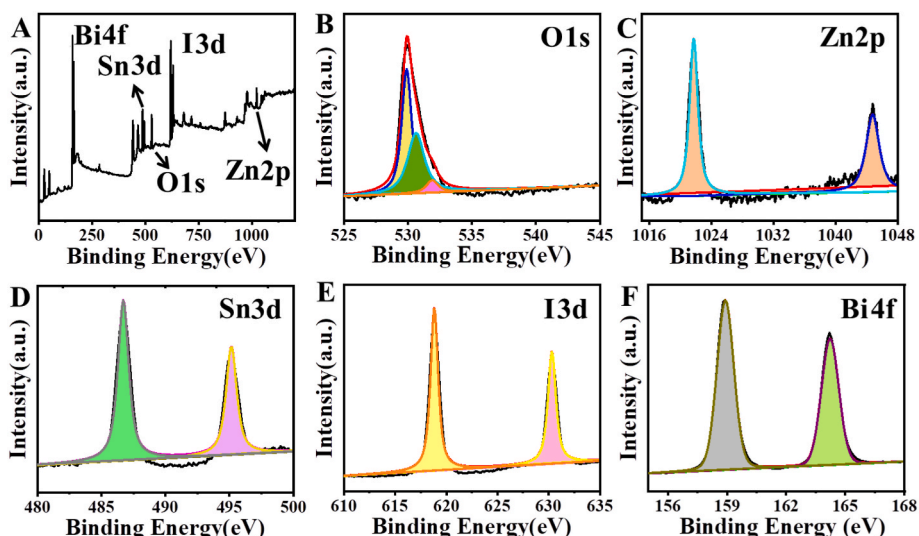 A
Intensity(a.u.)
Bi4f
Sn3d
I3d
O1s
Zn2p
0 250 500 750 1000
Binding Energy(eV)
B
Intensity(a.u.)
O1s
525 530 535 540 545
Binding Energy(eV)
C
Intensity(a.u.)
Zn2p
1016 1024 1032 1040 1048
Binding Energy(eV)
D
Intensity(a.u.)
Sn3d
480 485 490 495 500
Binding Energy(eV)
E
Intensity(a.u.)
I3d
610 615 620 625 630 635
Binding Energy(eV)
F
Intensity (a.u.)
Bi4f
156 159 162 165 168
Binding Energy (eV)